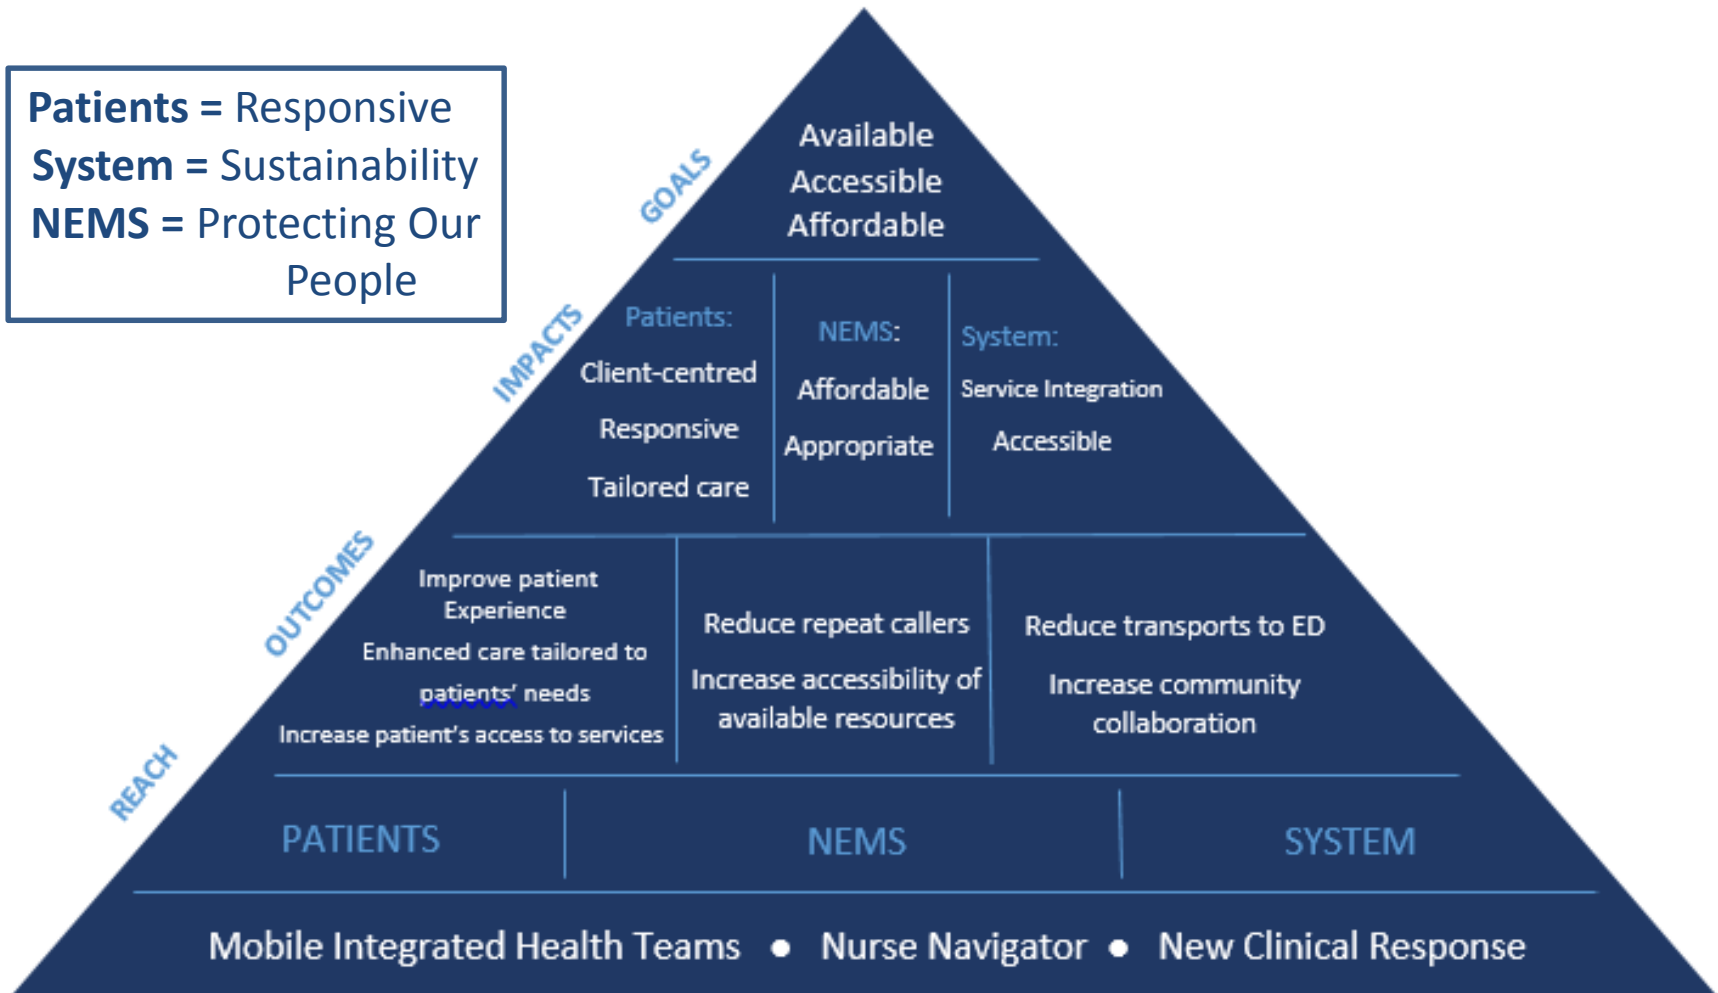 Patients = Responsive
System = Sustainability
NEMS = Protecting Our
People
GOALS
Available
Accessible
Affordable
IMPACTS
Patients:
Client-centred
Responsive
Tailored care
NEMS:
Affordable
Appropriate
System:
Service Integration
Accessible
OUTCOMES
Improve patient
Experience
Enhanced care tailored to
patients’ needs
Increase patient’s access to services
Reduce repeat callers
Increase accessibility of
available resources
Reduce transports to ED
Increase community
collaboration
REACH
PATIENTS
NEMS
SYSTEM
Mobile Integrated Health Teams ● Nurse Navigator ● New Clinical Response